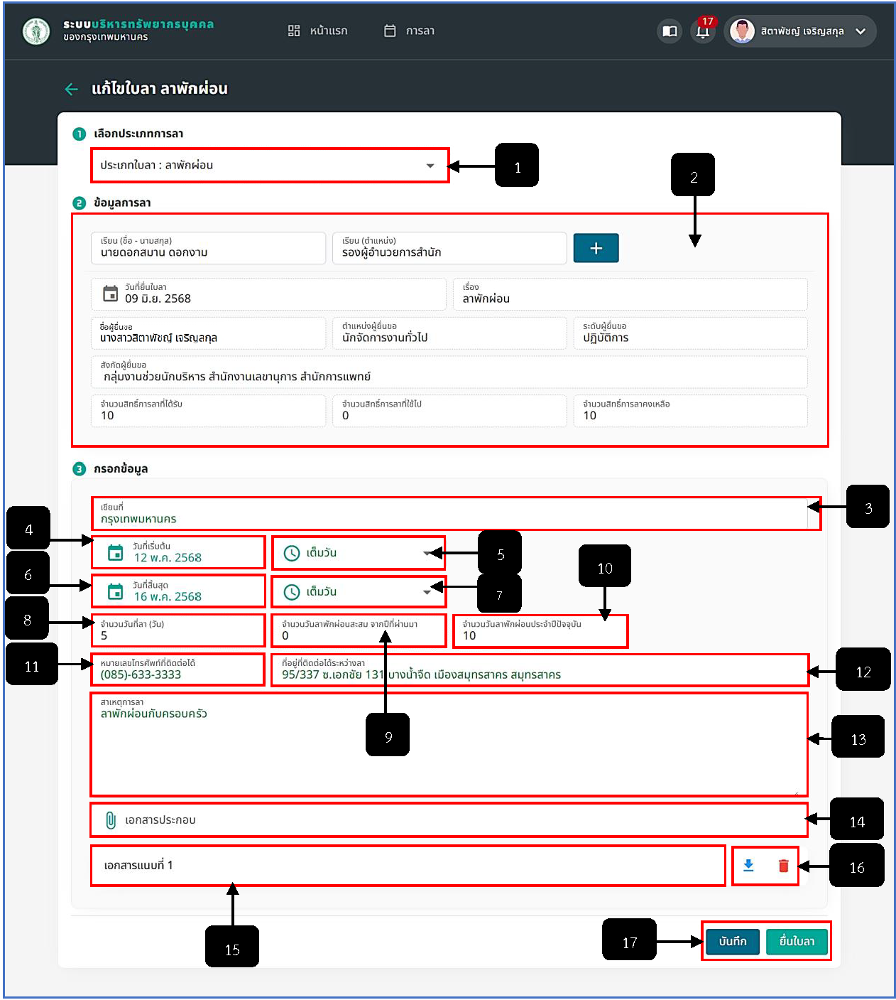 ระบบบริหารทรัพยากรบุคคล
ของกรุงเทพมหานคร
หน้าแรก
การลา
17
สิตาพัชญ์ เจริญสกุล
แก้ไขใบลา ลาพักผ่อน
1 เลือกประเภทการลา
ประเภทใบลา : ลาพักผ่อน
1
2
2 ข้อมูลการลา
เรียน (ชื่อ - นามสกุล)
นายดอกสมาน ดอกงาม
เรียน (ตำแหน่ง)
รองผู้อำนวยการสำนัก
+
วันที่ยื่นใบลา
09 มิ.ย. 2568
เรื่อง
ลาพักผ่อน
ชื่อผู้ยื่นขอ
นางสาวสิตาพัชญ์ เจริญสกุล
ตำแหน่งผู้ยื่นขอ
นักจัดการงานทั่วไป
ระดับผู้ยื่นขอ
ปฏิบัติการ
สังกัดผู้ยื่นขอ
กลุ่มงานช่วยนักบริหาร สำนักงานเลขานุการ สำนักการแพทย์
จำนวนสิทธิ์การลาที่ได้รับ
10
จำนวนสิทธิ์การลาที่ใช้ไป
0
จำนวนสิทธิ์การลาคงเหลือ
10
3 กรอกข้อมูล
เขียนที่
กรุงเทพมหานคร
3
4
วันที่เริ่มต้น
12 พ.ค. 2568
เต็มวัน
5
6
วันที่สิ้นสุด
16 พ.ค. 2568
เต็มวัน
7
10
8
จำนวนวันที่ลา (วัน)
5
จำนวนวันลาพักผ่อนสะสม จากปีที่ผ่านมา
0
จำนวนวันลาพักผ่อนประจำปีปัจจุบัน
10
11
หมายเลขโทรศัพท์ที่ติดต่อได้
(085)-633-3333
ที่อยู่ที่ติดต่อได้ระหว่างลา
95/337 ซ.เอกชัย 131 บางน้ำจืด เมืองสมุทรสาคร สมุทรสาคร
12
สาเหตุการลา
ลาพักผ่อนกับครอบครัว
9
13
เอกสารประกอบ
14
เอกสารแนบที่ 1
16
15
17
บันทึก
ยื่นใบลา